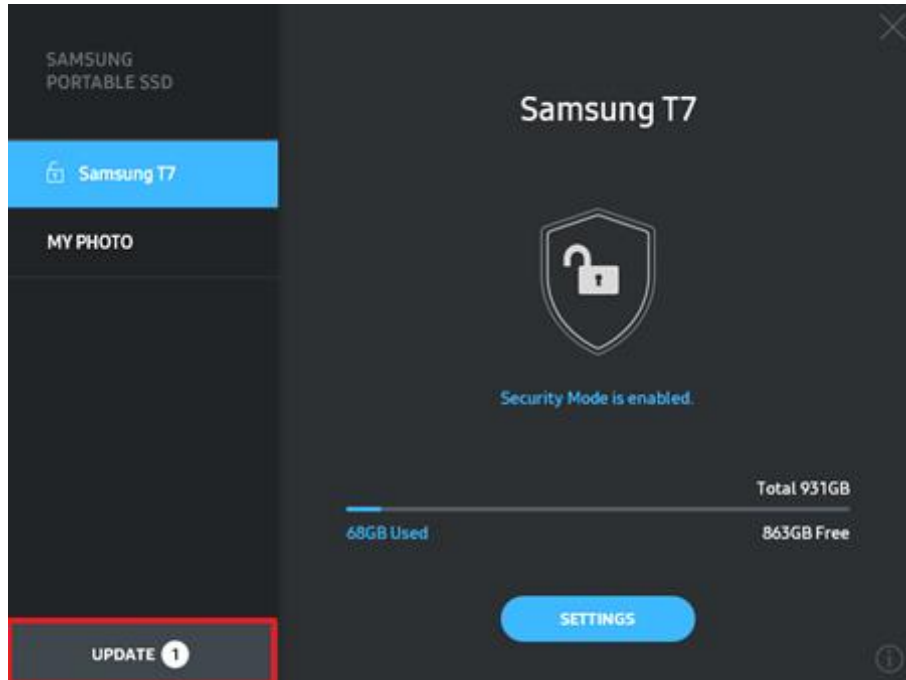 SAMSUNG
PORTABLE SSD
Samsung T7
MY PHOTO
UPDATE 1
Samsung T7
Security Mode is enabled.
Total 931GB
68GB Used
863GB Free
SETTINGS